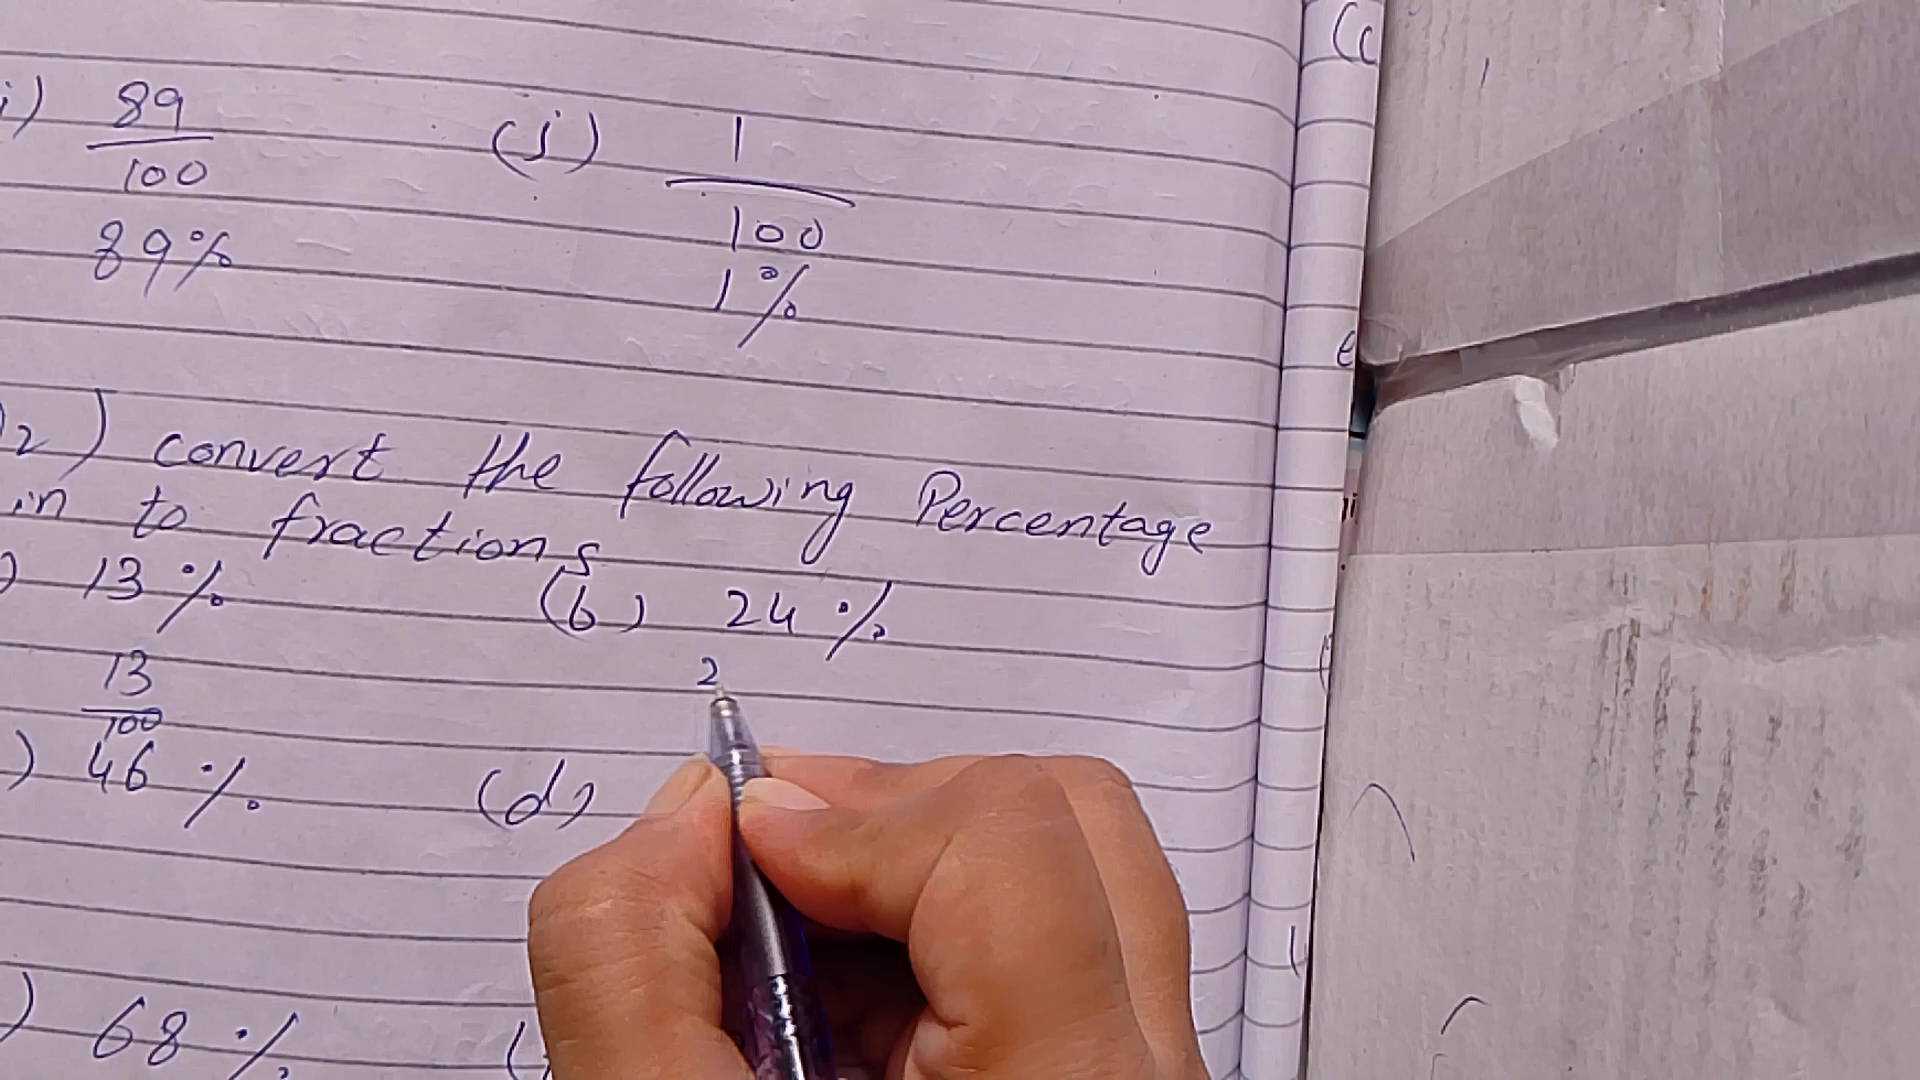 i) 89 (j) 1
100 100
89% 1%
2) convert the following Percentage
in to fractions
) 13 % (b) 24 %
13 2
100
) 46 % (d)
) 68 % (